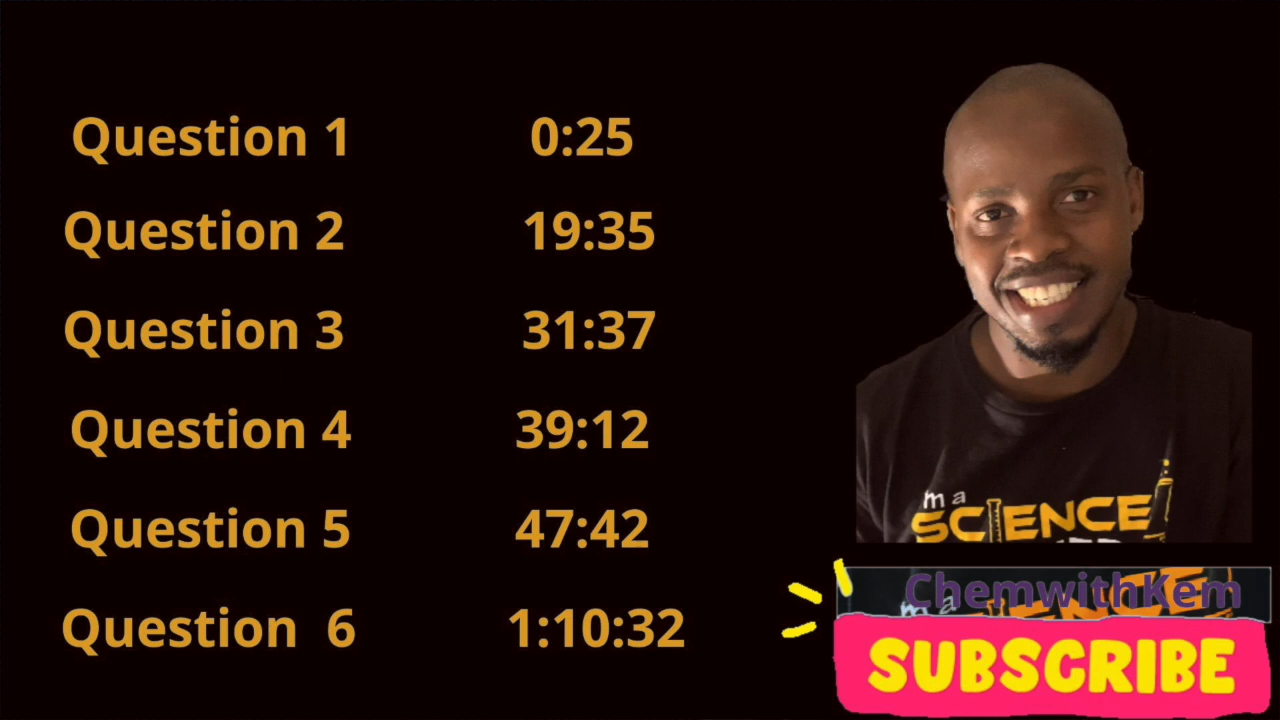 Question 1 0:25
Question 2 19:35
Question 3 31:37
Question 4 39:12
Question 5 47:42
Question 6 1:10:32
m a
SCIENCE
ChemwithKem
m a
SUBSCRIBE